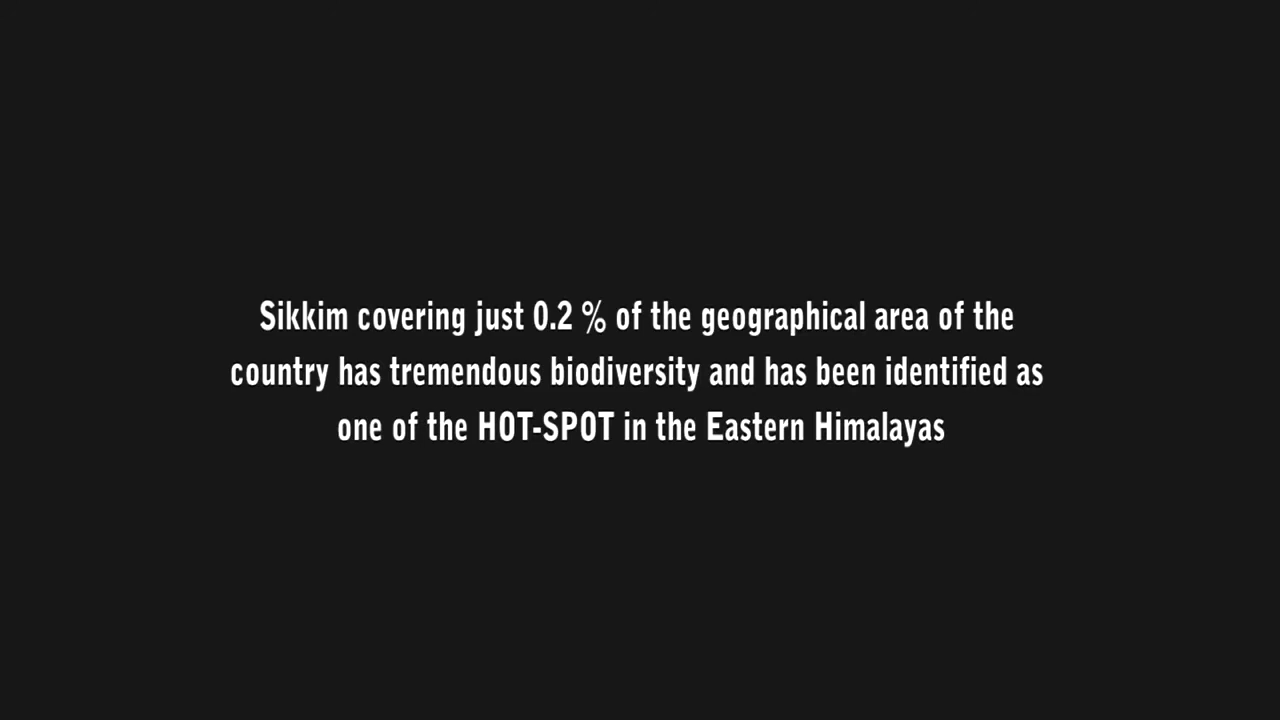 Sikkim covering just 0.2 % of the geographical area of the
country has tremendous biodiversity and has been identified as
one of the HOT-SPOT in the Eastern Himalayas